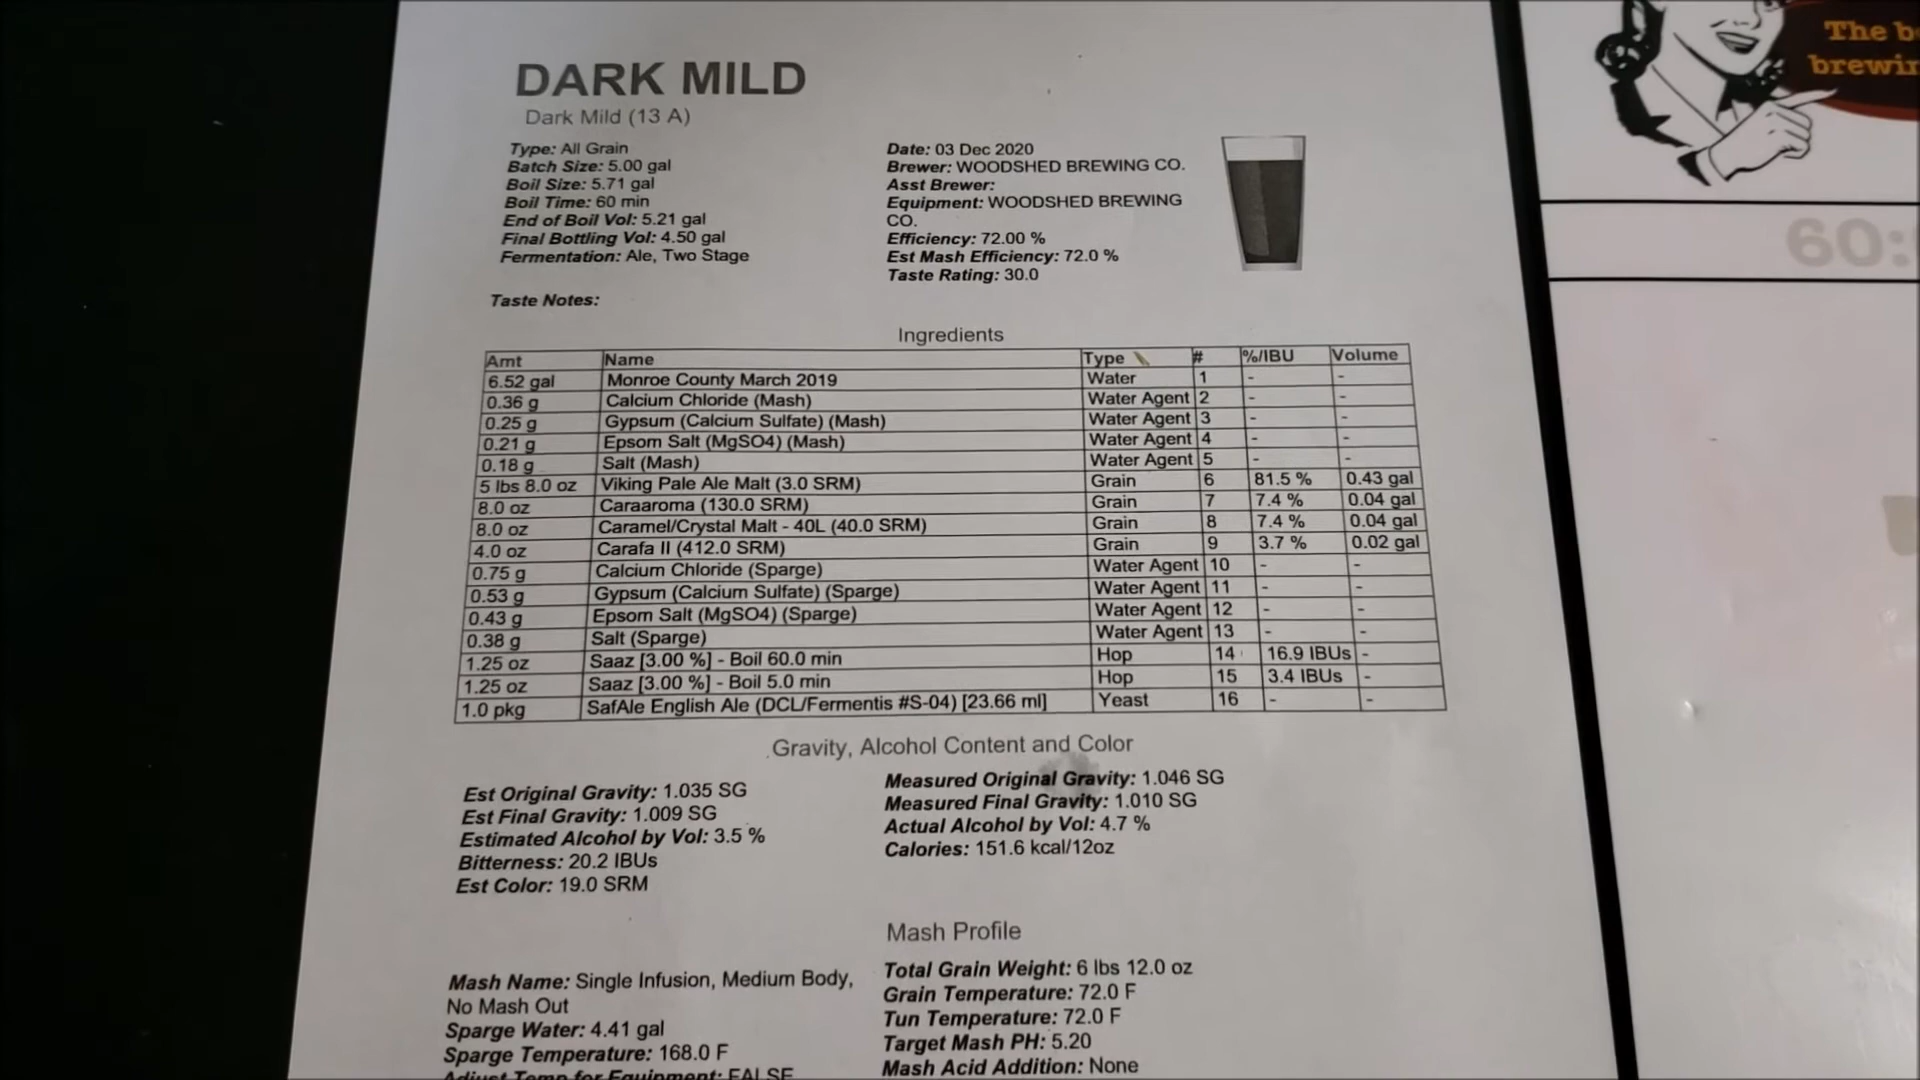 DARK MILD
Dark Mild (13 A)
Type: All Grain
Batch Size: 5.00 gal
Boil Size: 5.71 gal
Boil Time: 60 min
End of Boil Vol: 5.21 gal
Final Bottling Vol: 4.50 gal
Fermentation: Ale, Two Stage
Date: 03 Dec 2020
Brewer: WOODSHED BREWING CO.
Asst Brewer:
Equipment: WOODSHED BREWING
CO.
Efficiency: 72.00 %
Est Mash Efficiency: 72.0 %
Taste Rating: 30.0
Taste Notes:
Ingredients
Amt Name Type # %/IBU Volume
6.52 gal Monroe County March 2019 Water 1 - -
0.36 g Calcium Chloride (Mash) Water Agent 2 - -
0.25 g Gypsum (Calcium Sulfate) (Mash) Water Agent 3 - -
0.21 g Epsom Salt (MgSO4) (Mash) Water Agent 4 - -
0.18 g Salt (Mash) Water Agent 5 - -
5 lbs 8.0 oz Viking Pale Ale Malt (3.0 SRM) Grain 6 81.5 % 0.43 gal
8.0 oz Caraaroma (130.0 SRM) Grain 7 7.4 % 0.04 gal
8.0 oz Caramel/Crystal Malt - 40L (40.0 SRM) Grain 8 7.4 % 0.04 gal
4.0 oz Carafa II (412.0 SRM) Grain 9 3.7 % 0.02 gal
0.75 g Calcium Chloride (Sparge) Water Agent 10 - -
0.53 g Gypsum (Calcium Sulfate) (Sparge) Water Agent 11 - -
0.43 g Epsom Salt (MgSO4) (Sparge) Water Agent 12 - -
0.38 g Salt (Sparge) Water Agent 13 - -
1.25 oz Saaz [3.00 %] - Boil 60.0 min Hop 14 16.9 IBUs -
1.25 oz Saaz [3.00 %] - Boil 5.0 min Hop 15 3.4 IBUs -
1.0 pkg SafAle English Ale (DCL/Fermentis #S-04) [23.66 ml] Yeast 16 - -
Gravity, Alcohol Content and Color
Est Original Gravity: 1.035 SG
Est Final Gravity: 1.009 SG
Estimated Alcohol by Vol: 3.5 %
Bitterness: 20.2 IBUs
Est Color: 19.0 SRM
Measured Original Gravity: 1.046 SG
Measured Final Gravity: 1.010 SG
Actual Alcohol by Vol: 4.7 %
Calories: 151.6 kcal/12oz
Mash Profile
Mash Name: Single Infusion, Medium Body,
No Mash Out
Sparge Water: 4.41 gal
Sparge Temperature: 168.0 F
Adjust Temp for Equipment: FALSE
Total Grain Weight: 6 lbs 12.0 oz
Grain Temperature: 72.0 F
Tun Temperature: 72.0 F
Target Mash PH: 5.20
Mash Acid Addition: None
The
60: